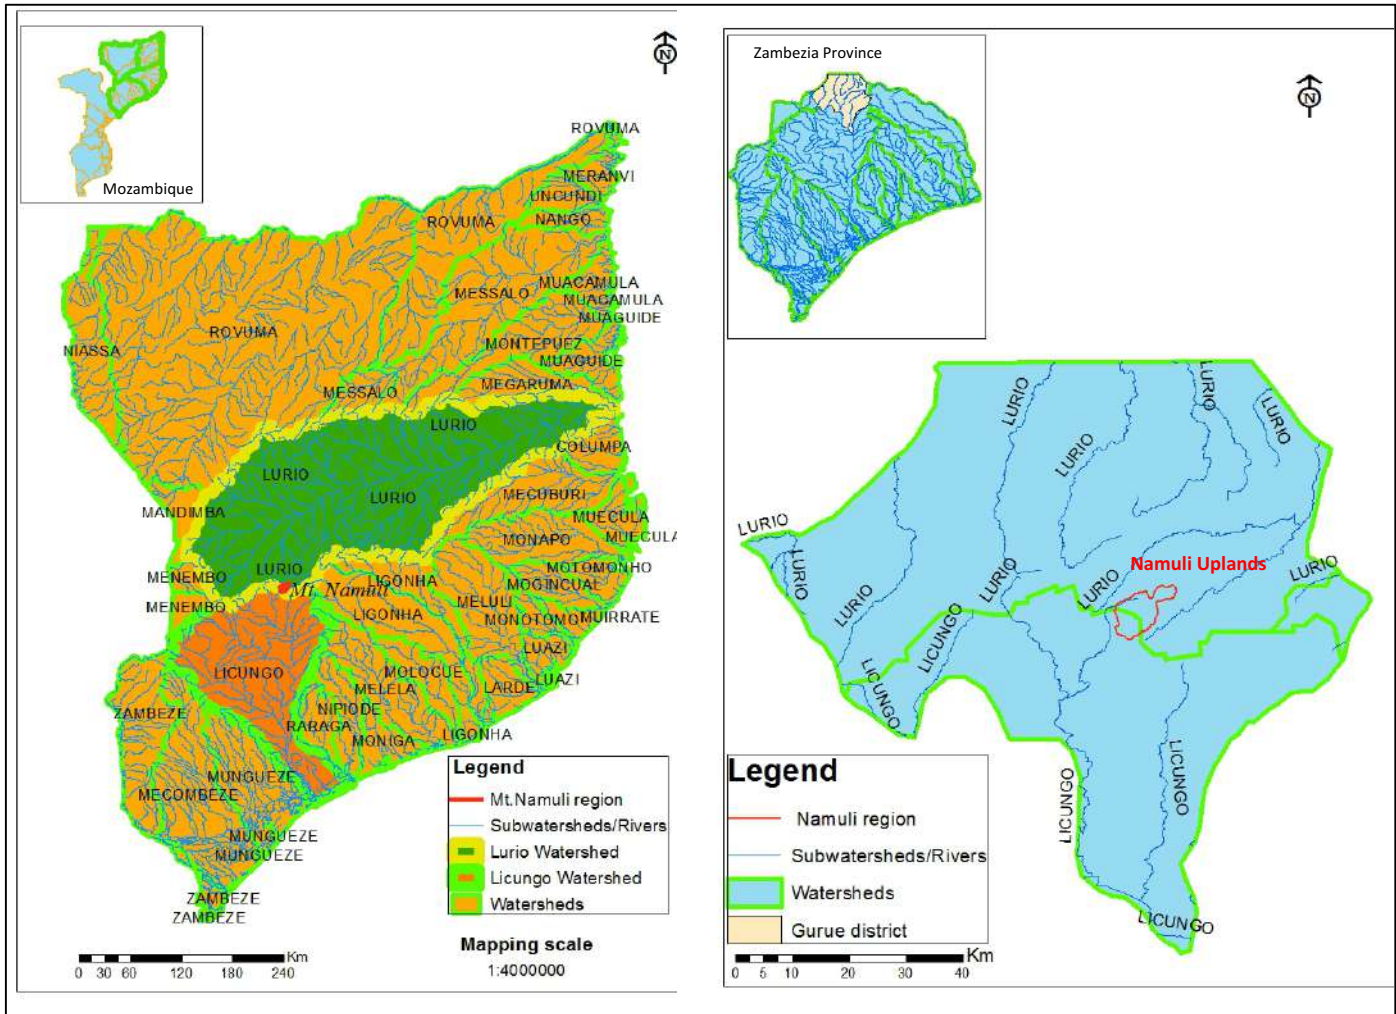 Mozambique
N
ROVUMA
MERANVI
UNCUNDI
ROVUMA
NANGO
MUACAMULA
MESSALO
MUACAMULA
MUAGUIDE
ROVUMA
NIASSA
MONTEPUEZ
MUAGUIDE
MESSALO
MEGARUMA
LURIO
COLUMPA
LURIO
LURIO
MECUBURI
MANDIMBA
MUECULA
MONAPO
MUECULA
LURIO
MOTOMONHO
MENEMBO
LIGONHA
MOGINCUAL
Mt. Namuli
MENEMBO
LIGONHA
MELULI
MONOTOMO
MUIRRATE
LUAZI
LICUNGO
MOLOCUE
LUAZI
MELELA
LARDE
ZAMBEZE
NIPIODE
RARAGA
MONIGA
LIGONHA
MUNGUEZE
MECOMBEZE
MUNGUEZE
MUNGUEZE
ZAMBEZE
ZAMBEZE
Legend
Mt.Namuli region
Subwatersheds/Rivers
Lurio Watershed
Licungo Watershed
Watersheds
Mapping scale
1:4000000
Km
0 30 60 120 180 240
Zambezia Province
N
LURIO
LURIO
LURIO
LURIO
LURIO
LURIO
LURIO
LURIO
LURIO
Namuli Uplands
LURIO
LURIO
LICUNGO
LICUNGO
LICUNGO
LICUNGO
LICUNGO
Legend
Namuli region
Subwatersheds/Rivers
Watersheds
Gurue district
Km
0 5 10 20 30 40